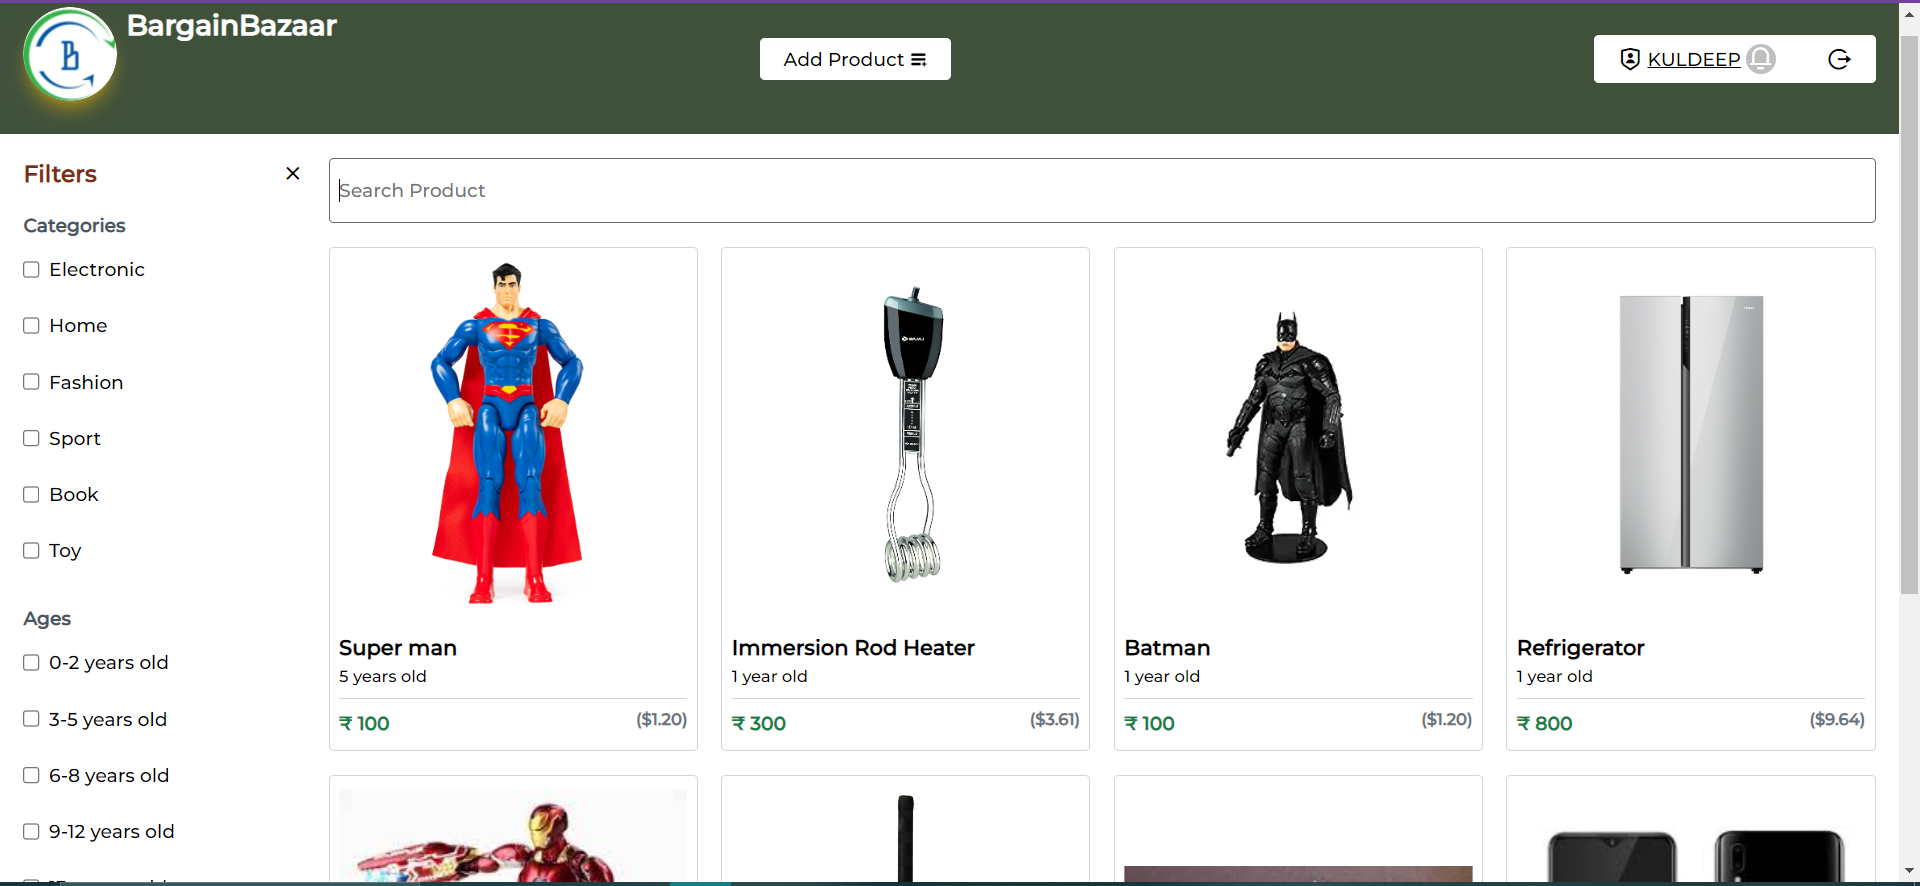 BargainBazaar
Add Product
KULDEEP
Filters
Search Product
Categories
Electronic
Home
Fashion
Sport
Book
Toy
Ages
0-2 years old
3-5 years old
6-8 years old
9-12 years old
BAJAJ
Super man
5 years old
₹ 100
($1.20)
Immersion Rod Heater
1 year old
₹ 300
($3.61)
Batman
1 year old
₹ 100
($1.20)
Refrigerator
1 year old
₹ 800
($9.64)